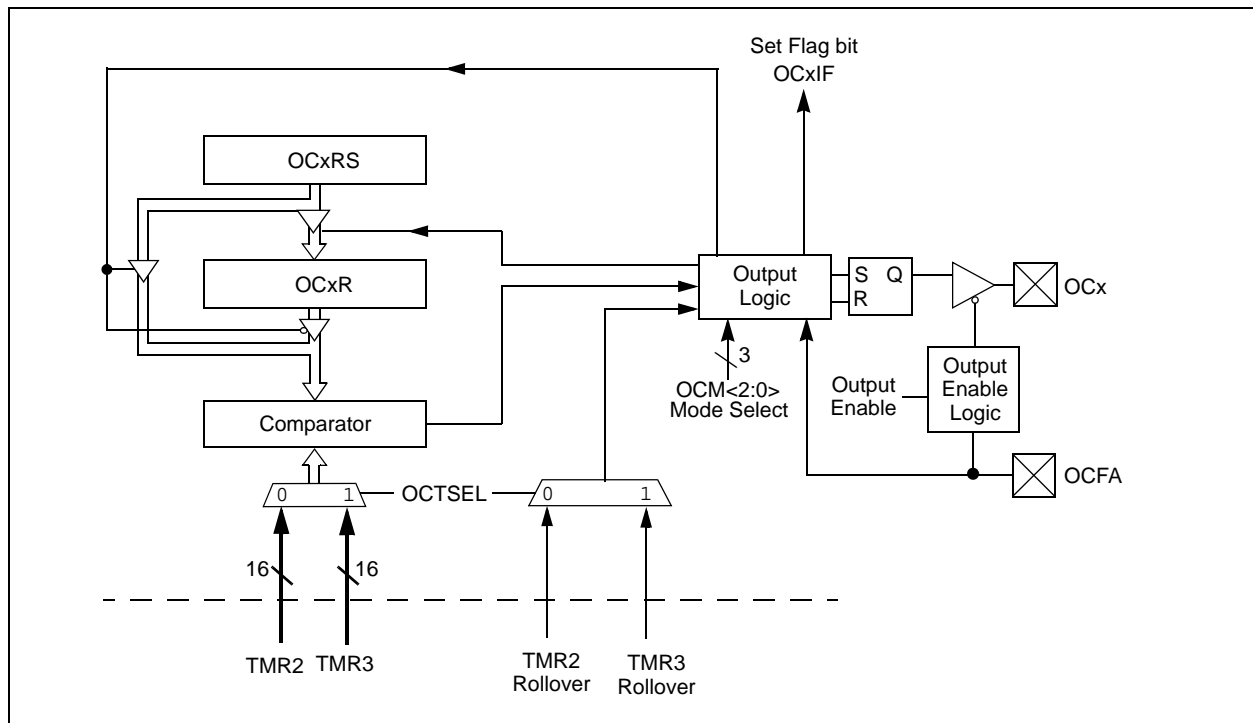 Set Flag bit
OCxIF
OCxRS
OCxR
Comparator
Output
Logic
S Q
R
OCx
3
OCM<2:0>
Mode Select
Output
Enable
Output
Enable
Logic
OCFA
0 1
OCTSEL
0 1
16
16
TMR2
TMR3
TMR2
Rollover
TMR3
Rollover